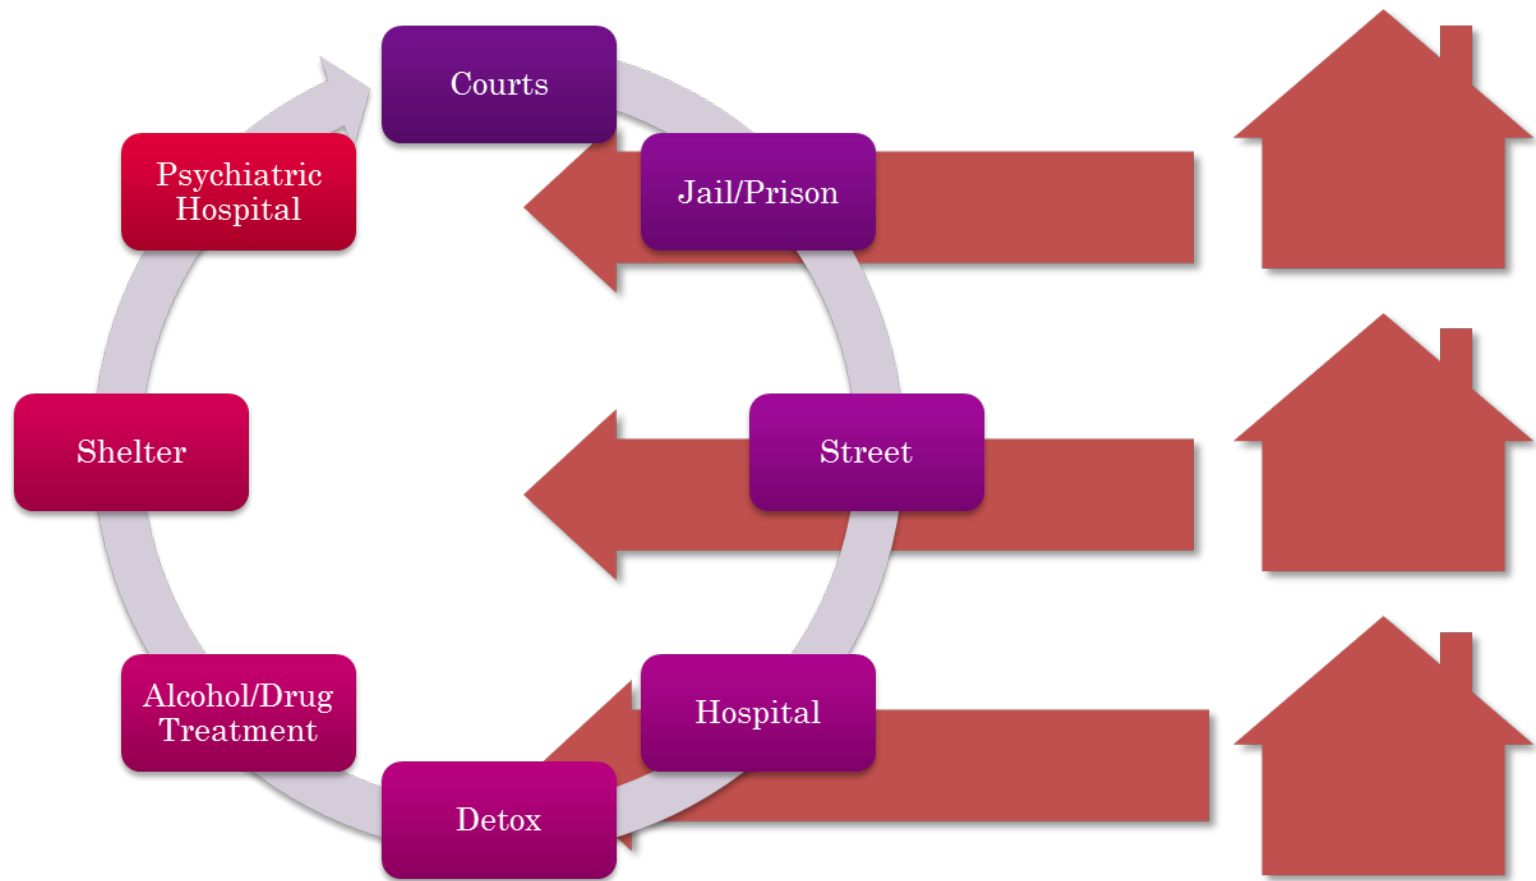 Courts
Jail/Prison
Street
Hospital
Detox
Alcohol/Drug
Treatment
Shelter
Psychiatric
Hospital